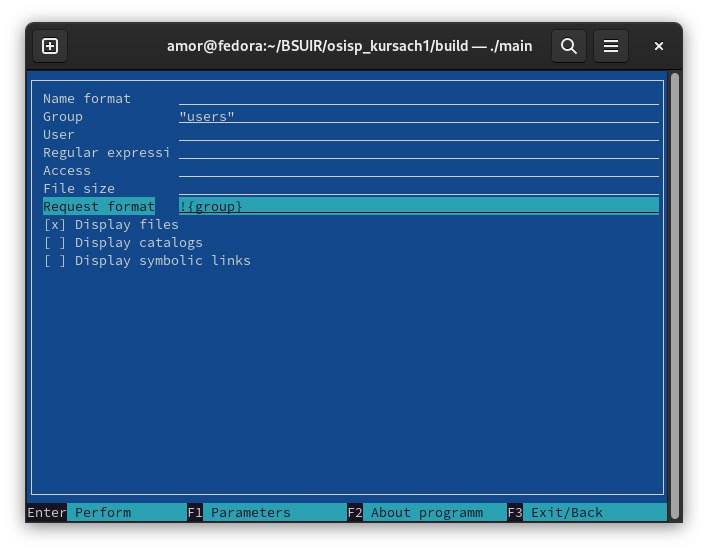 amor@fedora:~/BSUIR/osisp_kursach1/build — ./main
Name format
Group "users"
User
Regular expressi
Access
File size
Request format !{group}
[x] Display files
[ ] Display catalogs
[ ] Display symbolic links
Enter Perform F1 Parameters F2 About programm F3 Exit/Back